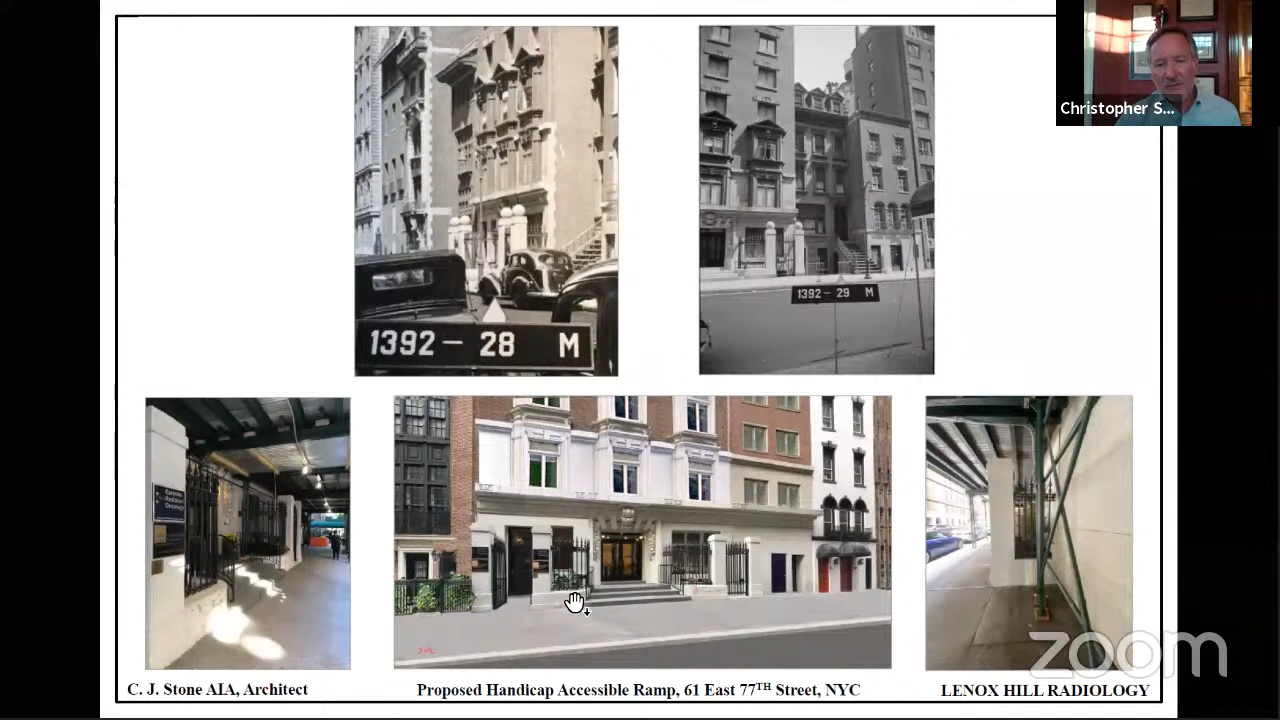 Christopher S...
1392- 28 M
1392- 29 M
zoom
C. J. Stone AIA, Architect
Proposed Handicap Accessible Ramp, 61 East 77TH Street, NYC
LENOX HILL RADIOLOGY